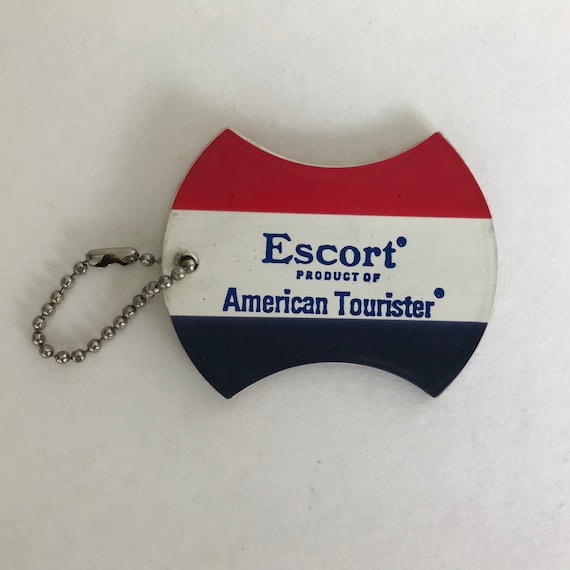 Escort®
PRODUCT OF
American Tourister®